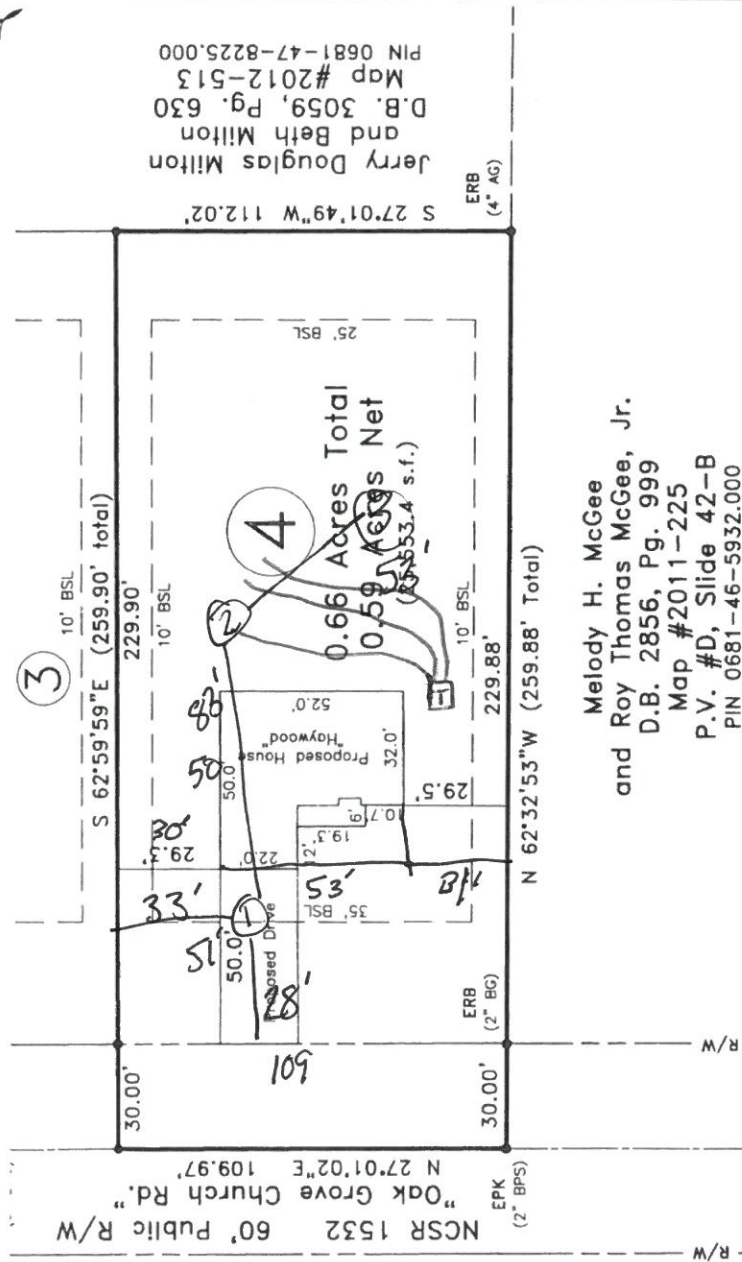 Jerry Douglas Milton
and Beth Milton
D.B. 3059, Pg. 630
Map #2012-513
PIN 0681-47-8225.000
ERB
(4" AG)
S 27°01'49"W 112.02'
3
10' BSL
S 62°59'59"E (259.90' total)
229.90'
10' BSL
25' BSL
4
0.66 Acres Total
0.59 Acres Net
s.f.)
2
10' BSL
229.88'
N 62°32'53"W (259.88' Total)
52.0'
Proposed House
"Haywood"
50.0'
50'
32.0'
29.5'
10.7'
6'
19.3'
2'
22.0'
30'
29.3'
33'
1
53'
35' BSL
51'
50.0'
Proposed Drive
28'
ERB
(2" BG)
R/W
30.00'
30.00'
N 27°01'02"E 109.97'
"Oak Grove Church Rd."
NCSR 1532 60' Public R/W
EPK
(2" BPS)
R/W
Melody H. McGee
and Roy Thomas McGee, Jr.
D.B. 2856, Pg. 999
Map #2011-225
P.V. #D, Slide 42-B
PIN 0681-46-5932.000